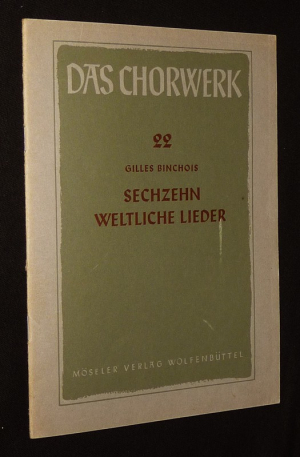 DAS CHORWERK
22
GILLES BINCHOIS
SECHZEHN
WELTLICHE LIEDER
MÖSELER VERLAG WOLFENBÜTTEL